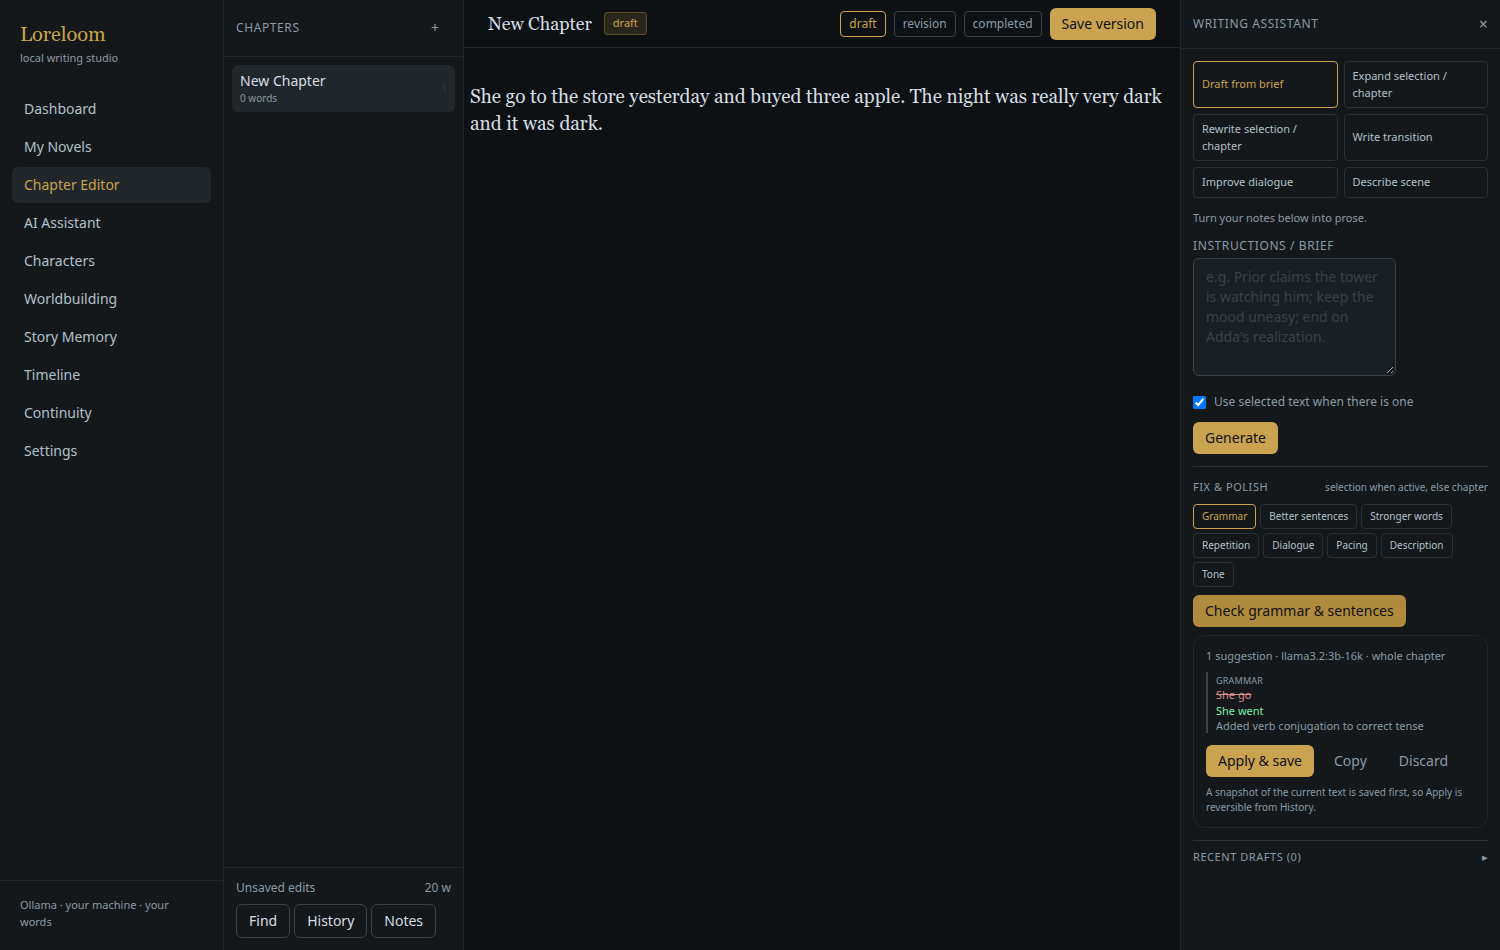 Loreloom
local writing studio
Dashboard
My Novels
Chapter Editor
AI Assistant
Characters
Worldbuilding
Story Memory
Timeline
Continuity
Settings
Ollama · your machine · your
words
CHAPTERS +
New Chapter
0 words
Unsaved edits 20 w
Find History Notes
New Chapter draft draft revision completed Save version
She go to the store yesterday and buyed three apple. The night was really very dark
and it was dark.
WRITING ASSISTANT ×
Draft from brief
Expand selection /
chapter
Rewrite selection /
chapter
Write transition
Improve dialogue
Describe scene
Turn your notes below into prose.
INSTRUCTIONS / BRIEF
e.g. Prior claims the tower
is watching him; keep the
mood uneasy; end on
Adda's realization.
Use selected text when there is one
Generate
FIX & POLISH selection when active, else chapter
Grammar Better sentences Stronger words
Repetition Dialogue Pacing Description
Tone
Check grammar & sentences
1 suggestion · llama3.2:3b-16k · whole chapter
GRAMMAR
She go
She went
Added verb conjugation to correct tense
Apply & save Copy Discard
A snapshot of the current text is saved first, so Apply is
reversible from History.
RECENT DRAFTS (0) ▸